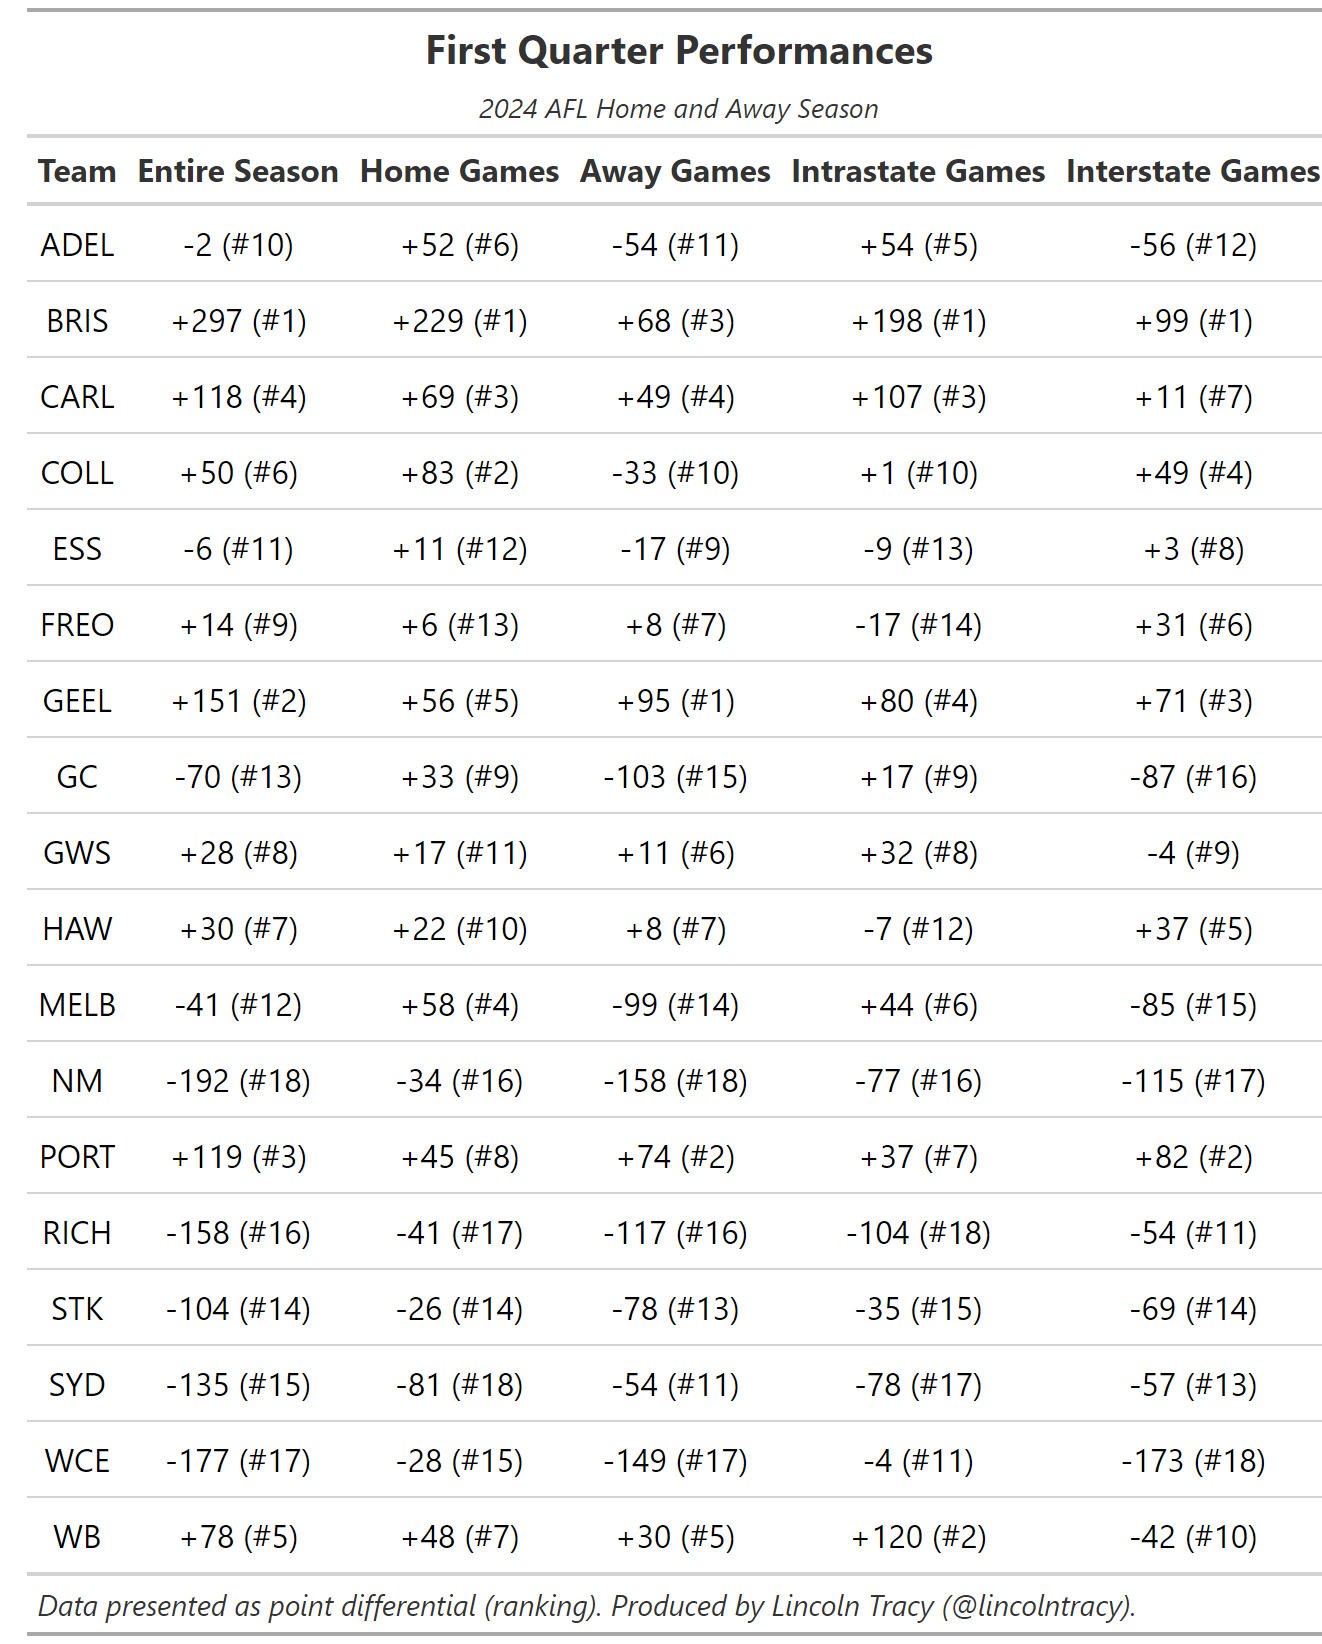 First Quarter Performances
2024 AFL Home and Away Season
Team Entire Season Home Games Away Games Intrastate Games Interstate Games
ADEL -2 (#10) +52 (#6) -54 (#11) +54 (#5) -56 (#12)
BRIS +297 (#1) +229 (#1) +68 (#3) +198 (#1) +99 (#1)
CARL +118 (#4) +69 (#3) +49 (#4) +107 (#3) +11 (#7)
COLL +50 (#6) +83 (#2) -33 (#10) +1 (#10) +49 (#4)
ESS -6 (#11) +11 (#12) -17 (#9) -9 (#13) +3 (#8)
FREO +14 (#9) +6 (#13) +8 (#7) -17 (#14) +31 (#6)
GEEL +151 (#2) +56 (#5) +95 (#1) +80 (#4) +71 (#3)
GC -70 (#13) +33 (#9) -103 (#15) +17 (#9) -87 (#16)
GWS +28 (#8) +17 (#11) +11 (#6) +32 (#8) -4 (#9)
HAW +30 (#7) +22 (#10) +8 (#7) -7 (#12) +37 (#5)
MELB -41 (#12) +58 (#4) -99 (#14) +44 (#6) -85 (#15)
NM -192 (#18) -34 (#16) -158 (#18) -77 (#16) -115 (#17)
PORT +119 (#3) +45 (#8) +74 (#2) +37 (#7) +82 (#2)
RICH -158 (#16) -41 (#17) -117 (#16) -104 (#18) -54 (#11)
STK -104 (#14) -26 (#14) -78 (#13) -35 (#15) -69 (#14)
SYD -135 (#15) -81 (#18) -54 (#11) -78 (#17) -57 (#13)
WCE -177 (#17) -28 (#15) -149 (#17) -4 (#11) -173 (#18)
WB +78 (#5) +48 (#7) +30 (#5) +120 (#2) -42 (#10)
Data presented as point differential (ranking). Produced by Lincoln Tracy (@lincolntracy).